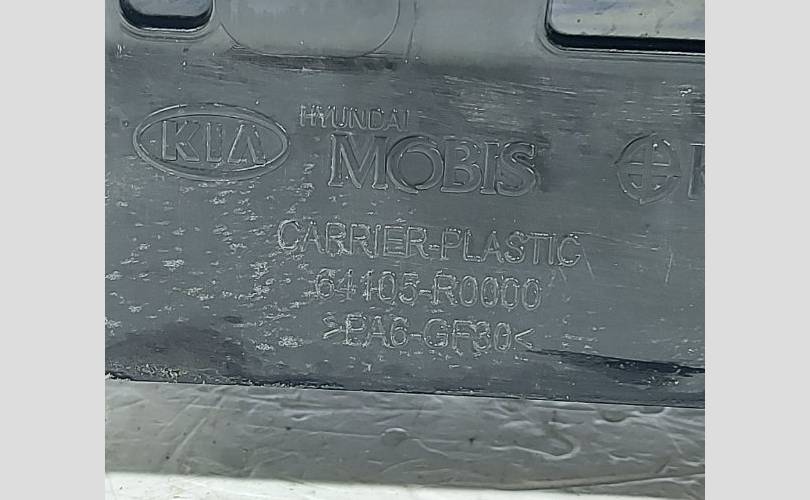 KIA HYUNDAI MOBIS
CARRIER-PLASTIC
64105-R0000
>PA6-GF30<